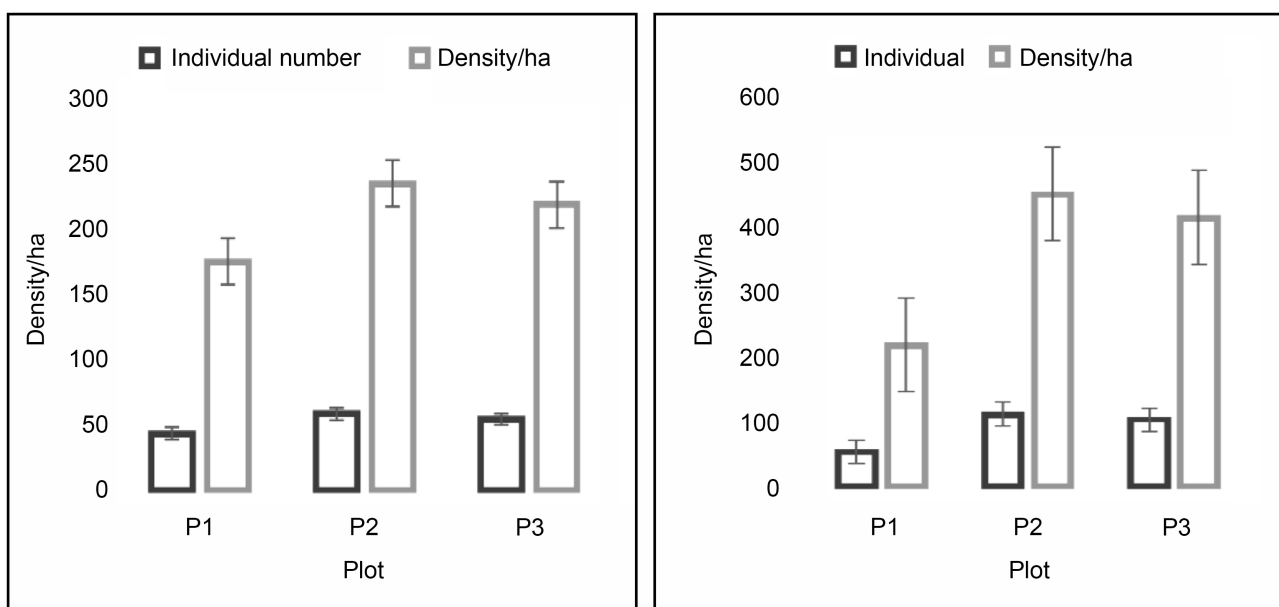 Individual number Density/ha
300
250
200
150
100
50
0
Density/ha
P1 P2 P3
Plot
Individual Density/ha
600
500
400
300
200
100
0
Density/ha
P1 P2 P3
Plot